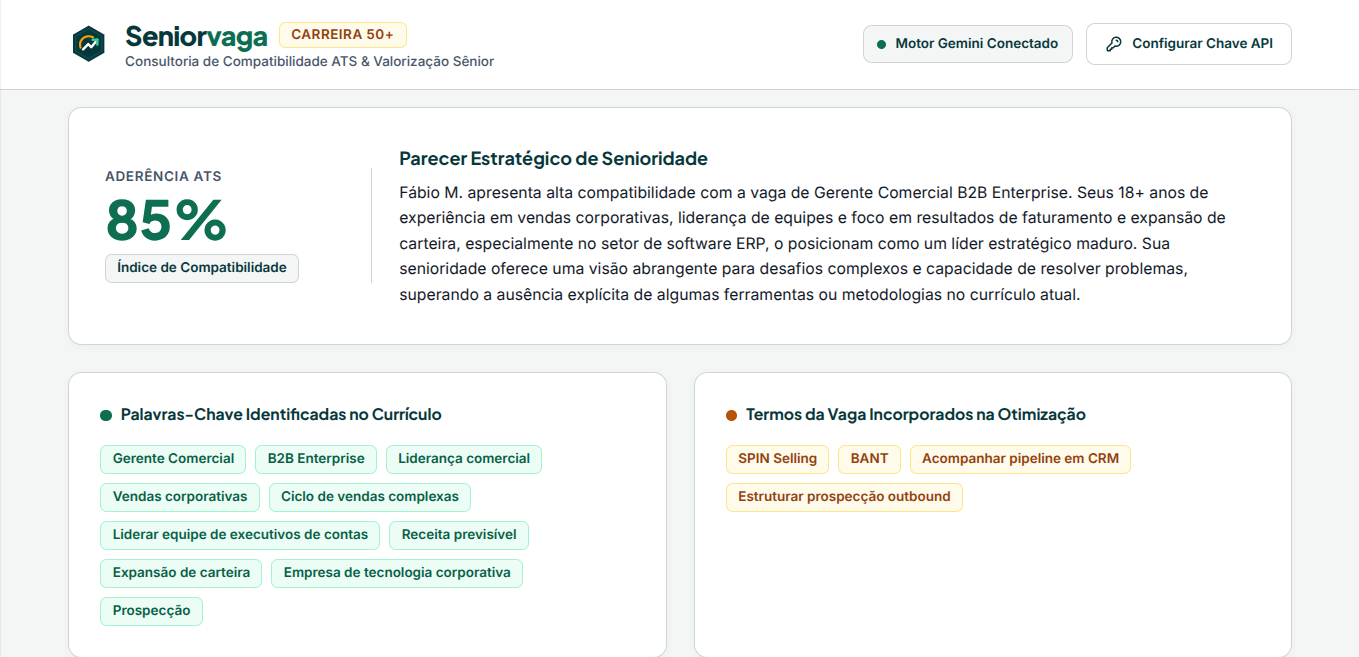 Seniorvaga
CARREIRA 50+
Consultoria de Compatibilidade ATS & Valorização Sênior
Motor Gemini Conectado
Configurar Chave API
ADERÊNCIA ATS
85%
Índice de Compatibilidade
Parecer Estratégico de Senioridade
Fábio M. apresenta alta compatibilidade com a vaga de Gerente Comercial B2B Enterprise. Seus 18+ anos de
experiência em vendas corporativas, liderança de equipes e foco em resultados de faturamento e expansão de
carteira, especialmente no setor de software ERP, o posicionam como um líder estratégico maduro. Sua
senioridade oferece uma visão abrangente para desafios complexos e capacidade de resolver problemas,
superando a ausência explícita de algumas ferramentas ou metodologias no currículo atual.
Palavras-Chave Identificadas no Currículo
Gerente Comercial
B2B Enterprise
Liderança comercial
Vendas corporativas
Ciclo de vendas complexas
Liderar equipe de executivos de contas
Receita previsível
Expansão de carteira
Empresa de tecnologia corporativa
Prospecção
Termos da Vaga Incorporados na Otimização
SPIN Selling
BANT
Acompanhar pipeline em CRM
Estruturar prospecção outbound